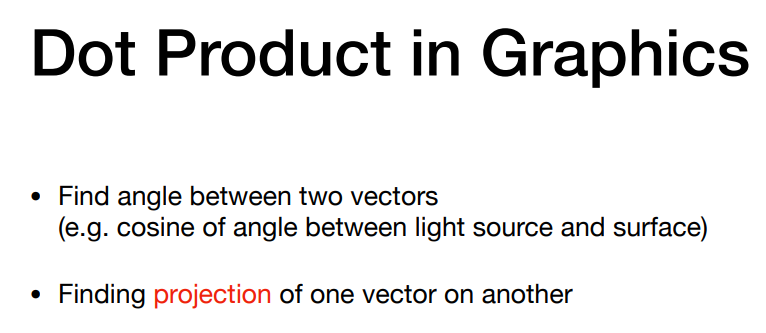 Dot Product in Graphics
• Find angle between two vectors
(e.g. cosine of angle between light source and surface)
• Finding projection of one vector on another